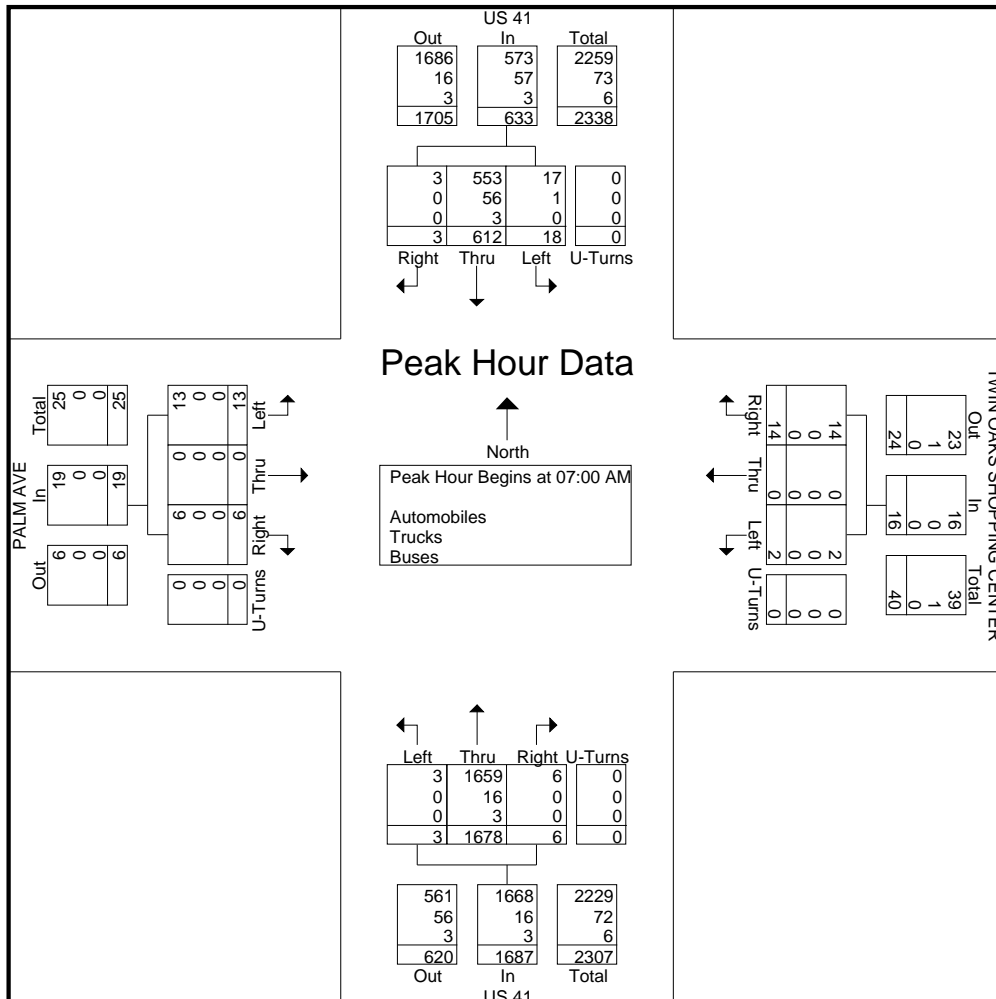 US 41
Out In Total
1686 573 2259
16 57 73
3 3 6
1705 633 2338
3 553 17 0
0 56 1 0
0 3 0 0
3 612 18 0
Right Thru Left U-Turns
Peak Hour Data
North
Peak Hour Begins at 07:00 AM
Automobiles
Trucks
Buses
PALM AVE
Out In Total
6 19 25
0 0 0
0 0 0
6 19 25
U-Turns Right Thru Left
0 6 0 13
0 0 0 0
0 0 0 0
0 6 0 13
TWIN OAKS SHOPPING CENTER
Out In Total
23 16 39
1 0 1
0 0 0
24 16 40
Right Thru Left U-Turns
14 0 2 0
0 0 0 0
0 0 0 0
14 0 2 0
Left Thru Right U-Turns
3 1659 6 0
0 16 0 0
0 3 0 0
3 1678 6 0
561 1668 2229
56 16 72
3 3 6
620 1687 2307
Out In Total
US 41